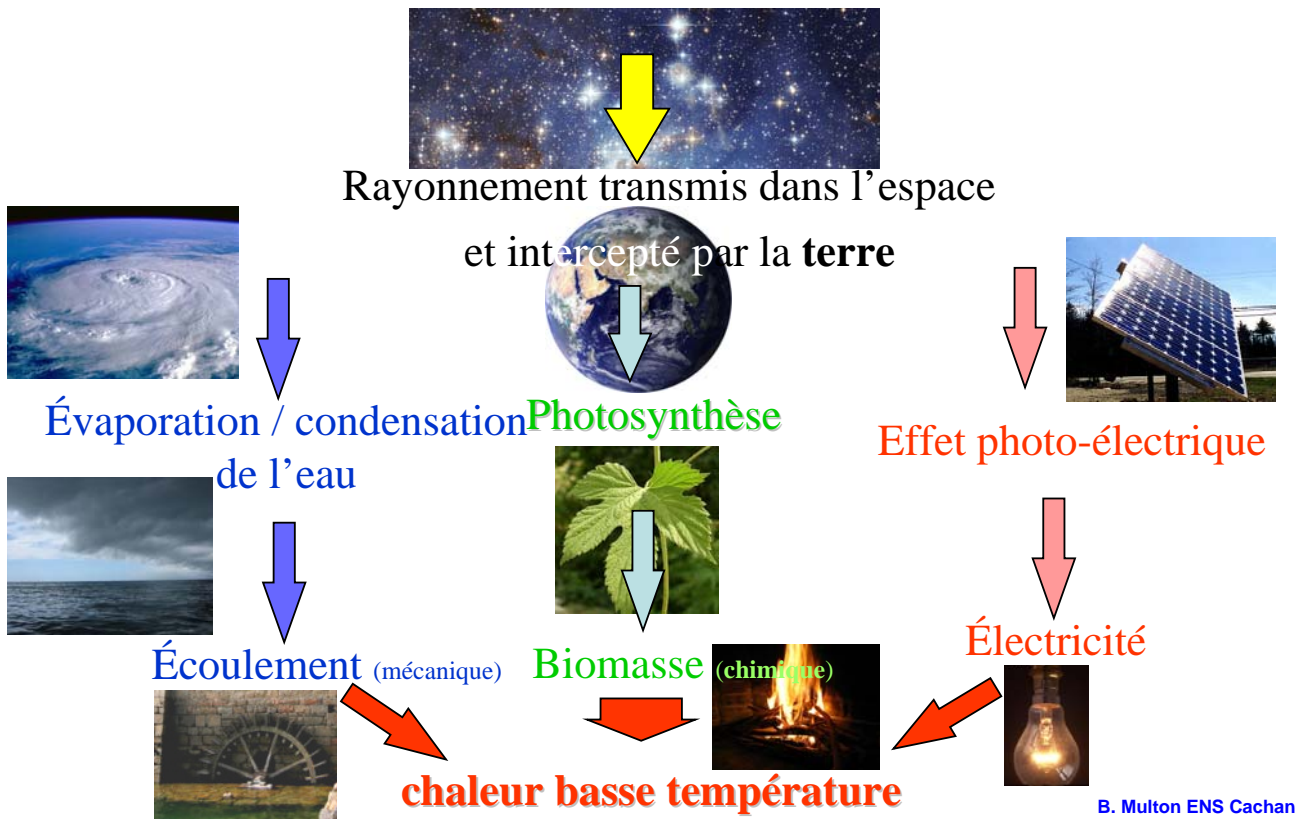 Rayonnement transmis dans l’espace
et intercepté par la terre
Évaporation / condensation
de l’eau
Photosynthèse
Effet photo-électrique
Écoulement (mécanique)
Biomasse (chimique)
Électricité
chaleur basse température
B. Multon ENS Cachan